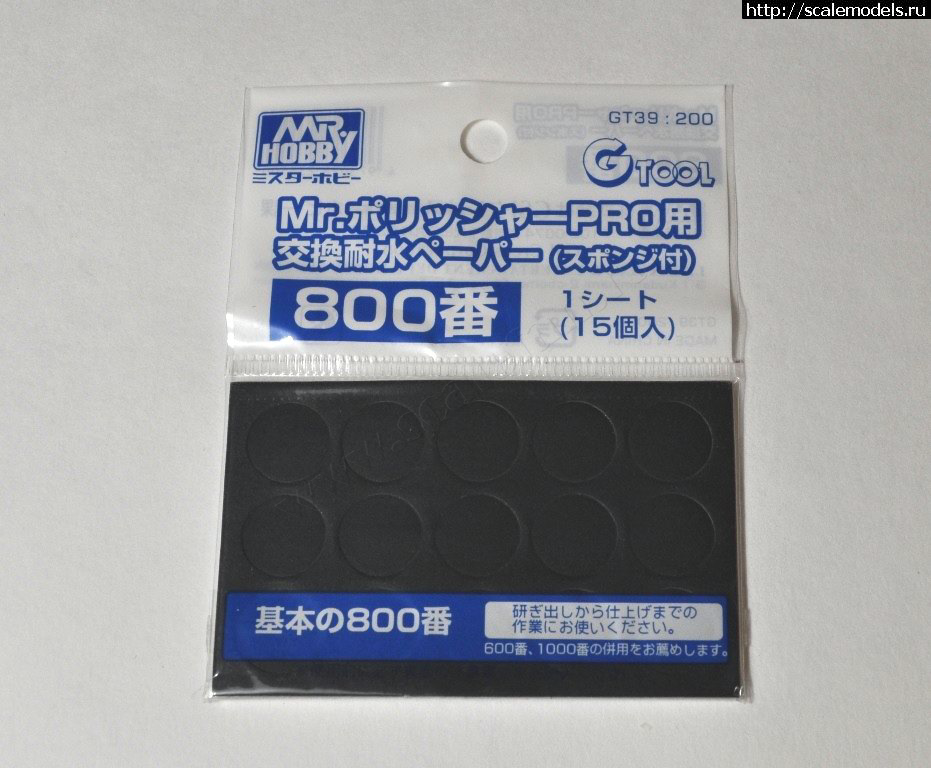 http://scalemodels.ru
GT39 : 200
MR HOBBY
ミスターホビー
G TOOL
Mr.ポリッシャーPRO用
交換耐水ペーパー (スポンジ付)
800番
1シート
(15個入)
基本の800番
研ぎ出しから仕上げまでの
作業にお使いください。
600番、1000番の併用をお薦めします。